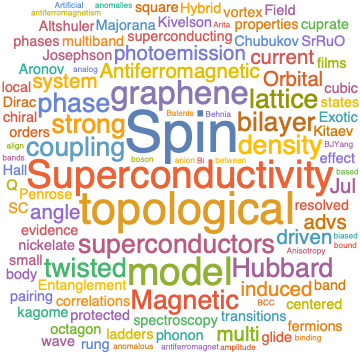 Artificial anomalies square Hybrid vortex Field
antiferromagnetism Majorana Kivelson properties cuprate
Altshuler superconducting Arita Chubukov SrRuO
phases multiband photoemission current films
Aronov Josephson Antiferromagnetic Orbital cubic
local system graphene lattice states
Dirac analog phase Balents Behnia Exotic
chiral strong Spin bilayer Kitaev
orders coupling density effect
align boson anion Bi between BJYang
bands Superconductivity based
Hall Jul
Q Penrose topological resolved
SC angle advs
evidence superconductors driven biased
nickelate bound
small twisted model Hubbard Anisotropy
body Entanglement induced band
pairing correlations Magnetic BCC centered
kagome protected spectroscopy transitions
octagon ladders phonon multi fermions
wave rung anomalous antiferromagnet amplitude glide binding